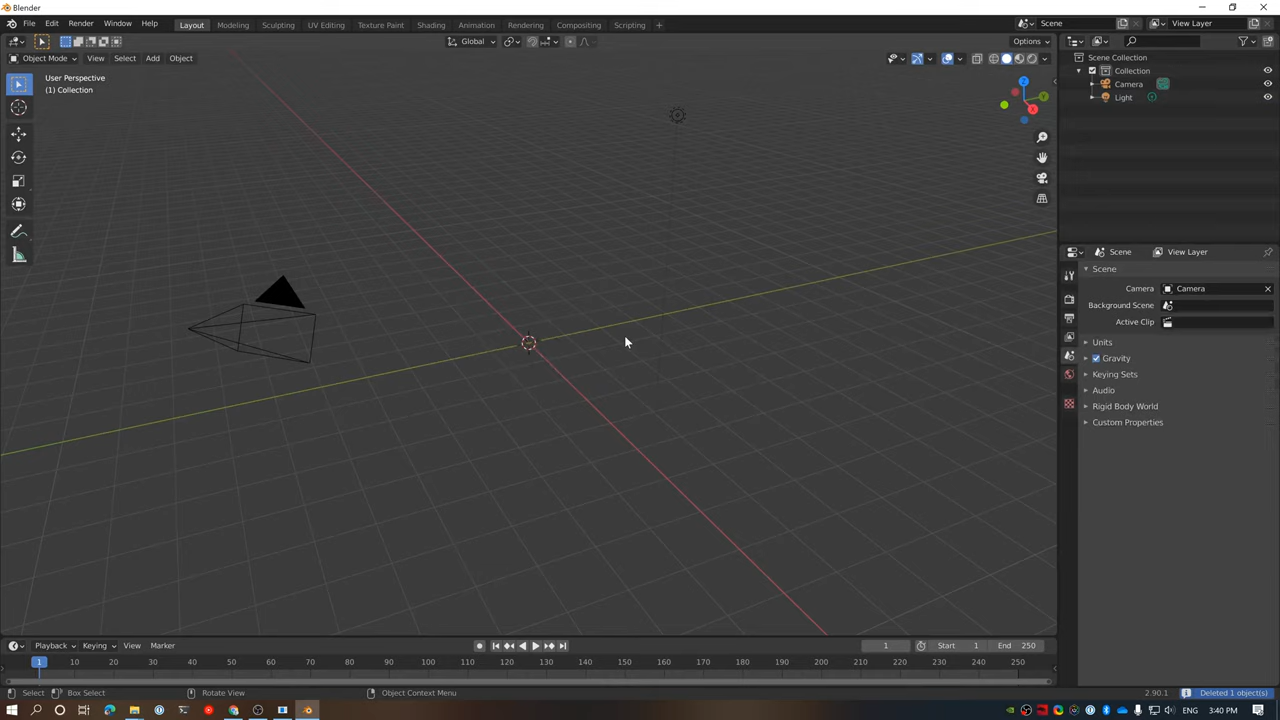 Blender
File Edit Render Window Help Layout Modeling Sculpting UV Editing Texture Paint Shading Animation Rendering Compositing Scripting + Scene View Layer
Global Options
Object Mode View Select Add Object
User Perspective
(1) Collection
Z
Y
X
Scene Collection
Collection
Camera
Light
Scene View Layer
Scene
Camera Camera
Background Scene
Active Clip
Units
Gravity
Keying Sets
Audio
Rigid Body World
Custom Properties
Playback Keying View Marker 1 Start 1 End 250
1 10 20 30 40 50 60 70 80 90 100 110 120 130 140 150 160 170 180 190 200 210 220 230 240 250
Select Box Select Rotate View Object Context Menu 2.90.1 Deleted 1 object(s)
ENG 3:40 PM